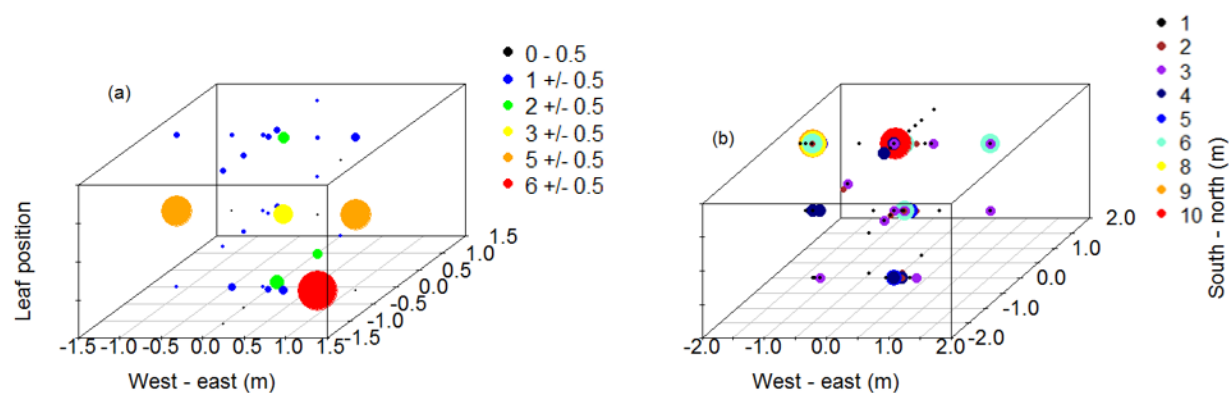 (a)
0 - 0.5
1 +/- 0.5
2 +/- 0.5
3 +/- 0.5
5 +/- 0.5
6 +/- 0.5
Leaf position
-1.5 -1.0 -0.5 0.0 0.5 1.0 1.5
-1.5 -1.0 -0.5 0.0 0.5 1.0 1.5
West - east (m)
(b)
1
2
3
4
5
6
8
9
10
South - north (m)
-2.0 -1.0 0.0 1.0 2.0
-2.0 0.0 1.0 2.0
West - east (m)